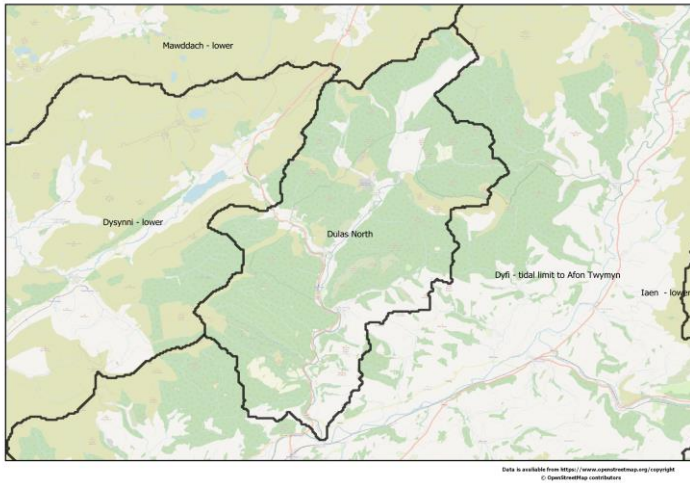 Mawddach - lower
Dysynni - lower
Dulas North
Dyfi - tidal limit to Afon Twymyn
Iaen - lower
Data is available from https://www.openstreetmap.org/copyright
© OpenStreetMap contributors